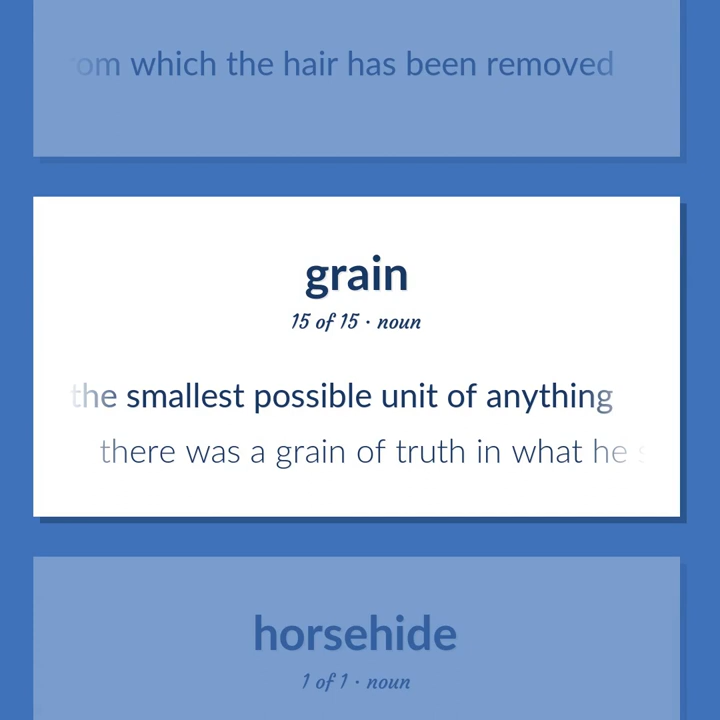 from which the hair has been removed
grain
15 of 15 · noun
the smallest possible unit of anything
there was a grain of truth in what he
horsehide
1 of 1 · noun